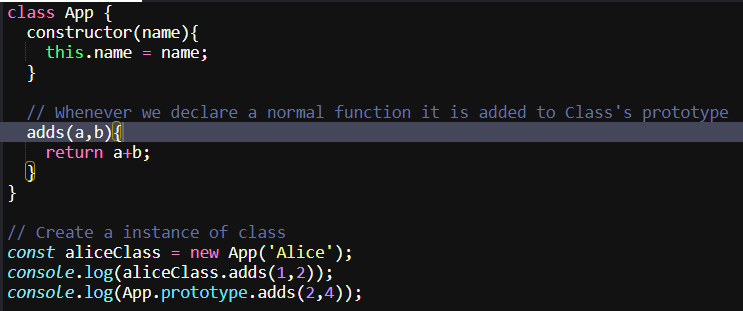 class App {
  constructor(name){
    this.name = name;
  }

  // Whenever we declare a normal function it is added to Class's prototype
  adds(a,b){
    return a+b;
  }
}

// Create a instance of class
const aliceClass = new App('Alice');
console.log(aliceClass.adds(1,2));
console.log(App.prototype.adds(2,4));